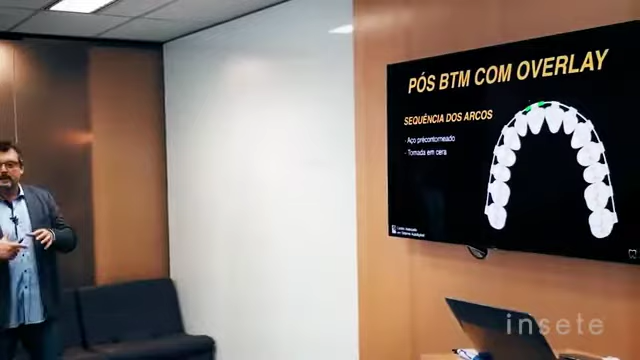 PÓS BTM COM OVERLAY
SEQUÊNCIA DOS ARCOS
- Aço précontorneado
- Tomada em cera
insete